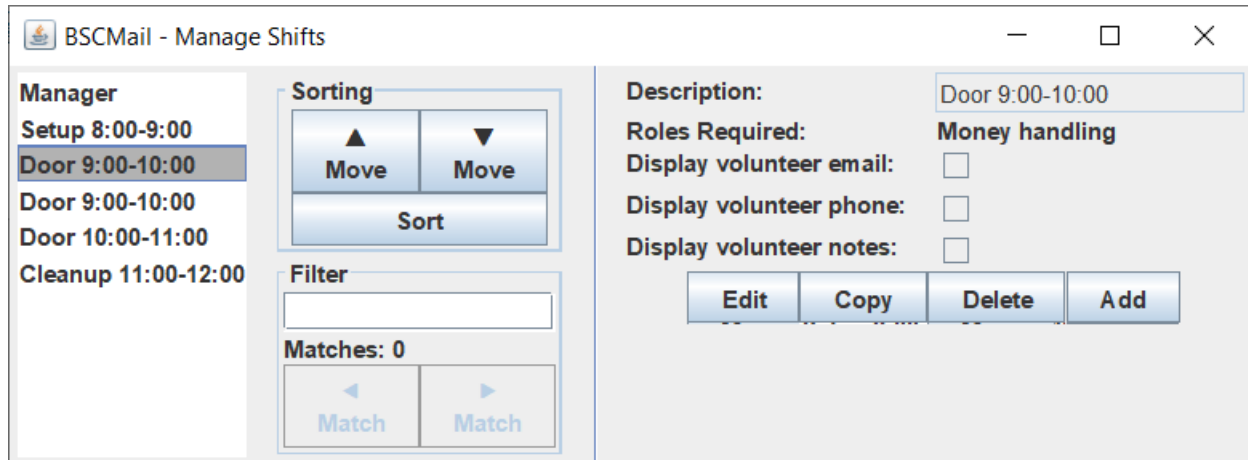 BSCMail - Manage Shifts
Manager
Setup 8:00-9:00
Door 9:00-10:00
Door 9:00-10:00
Door 10:00-11:00
Cleanup 11:00-12:00
Sorting
▲ ▼
Move Move
Sort
Filter
Matches: 0
◀ ▶
Match Match
Description: Door 9:00-10:00
Roles Required: Money handling
Display volunteer email:
Display volunteer phone:
Display volunteer notes:
Edit Copy Delete Add